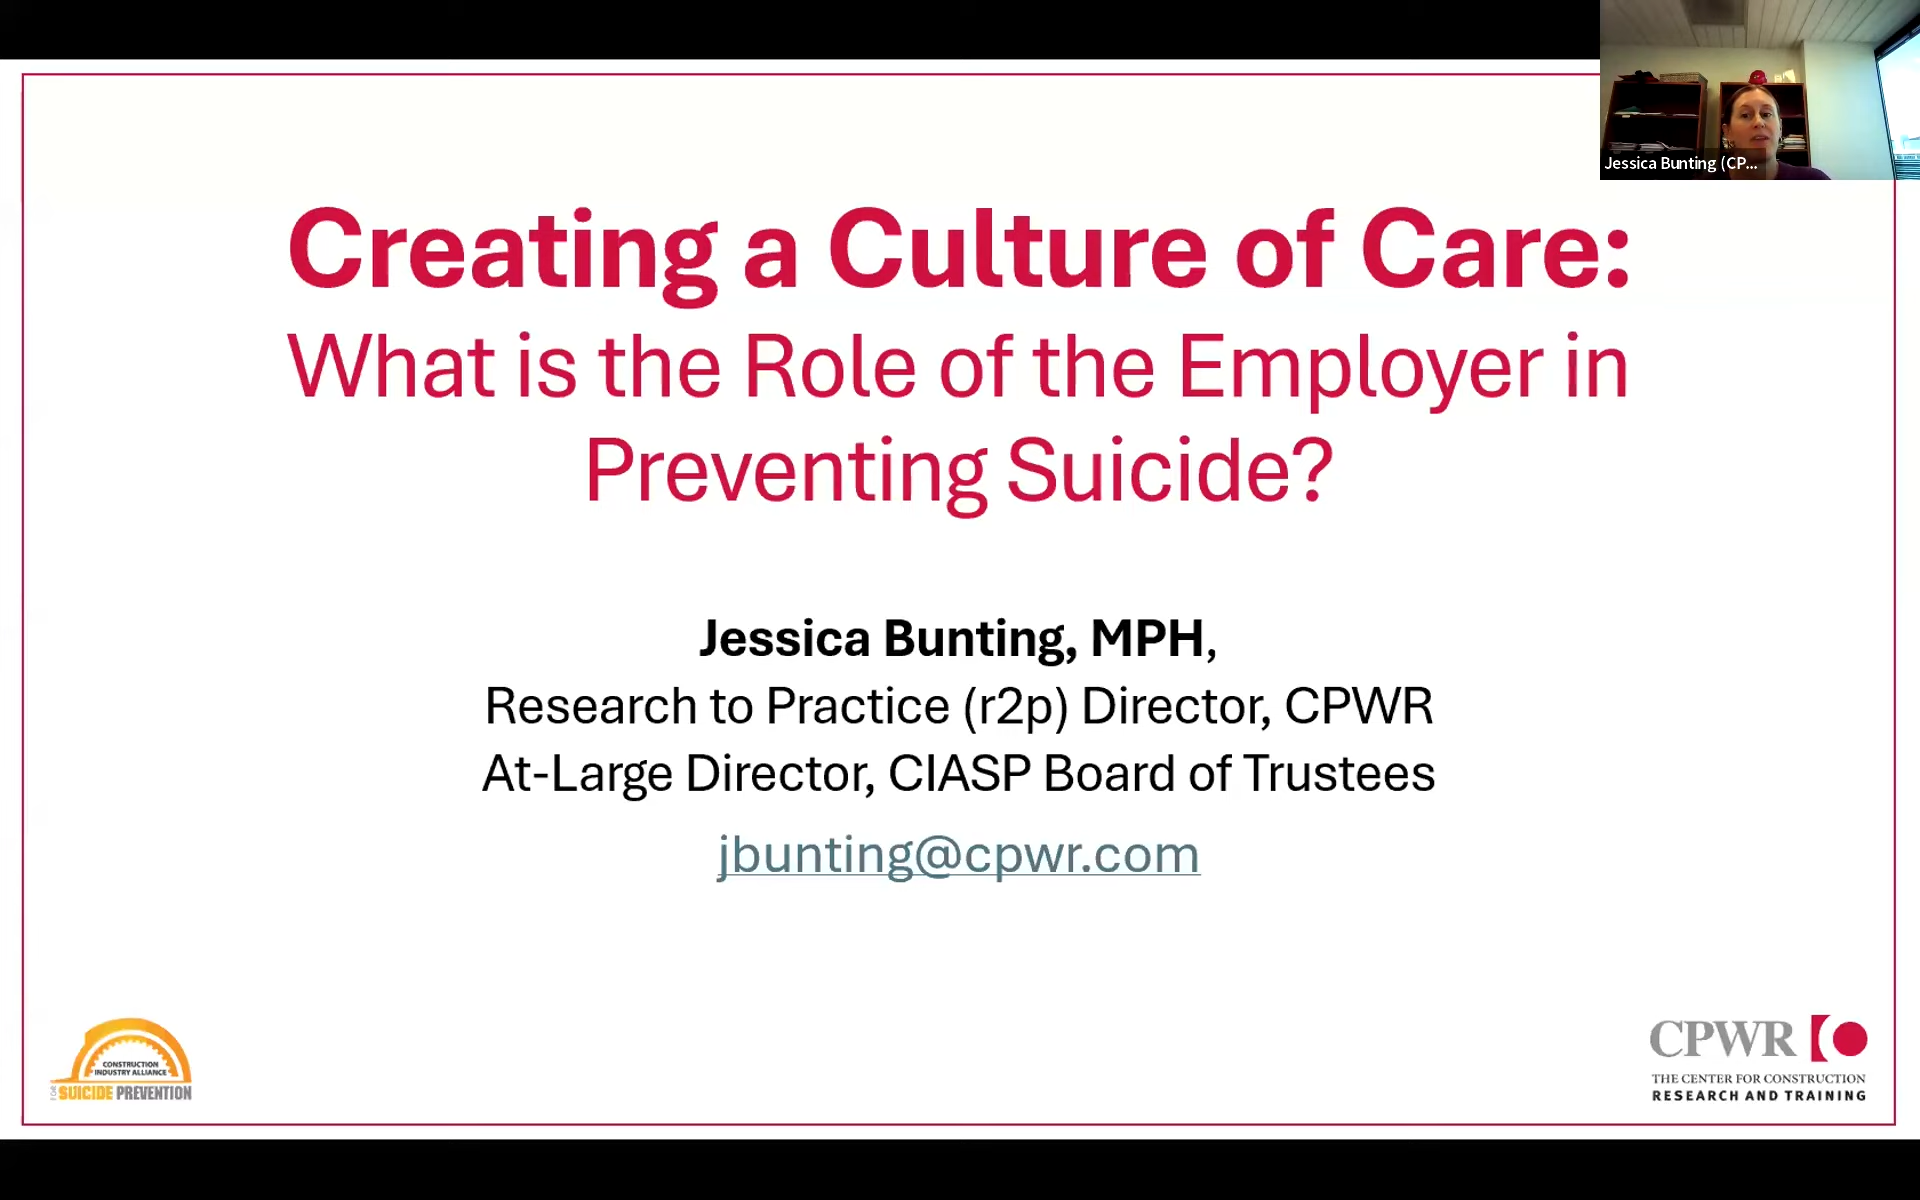 Jessica Bunting (CP...
Creating a Culture of Care:
What is the Role of the Employer in
Preventing Suicide?
Jessica Bunting, MPH,
Research to Practice (r2p) Director, CPWR
At-Large Director, CIASP Board of Trustees
jbunting@cpwr.com
CONSTRUCTION
INDUSTRY ALLIANCE
FOR SUICIDE PREVENTION
CPWR
THE CENTER FOR CONSTRUCTION
RESEARCH AND TRAINING